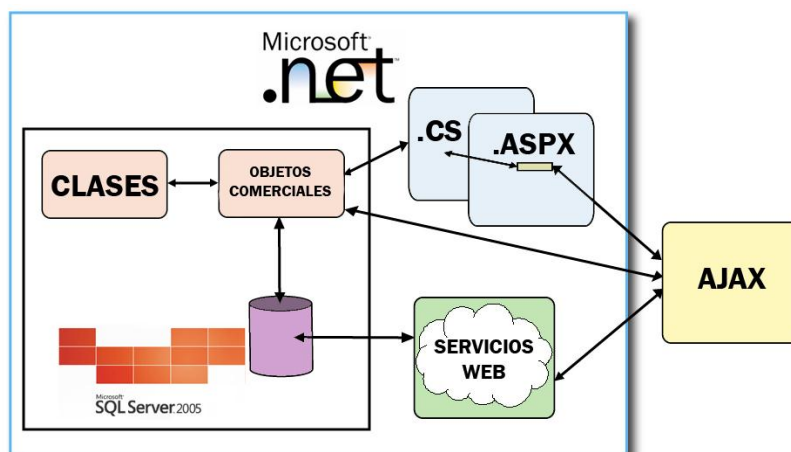 Microsoft
.net
.CS
.ASPX
CLASES
OBJETOS
COMERCIALES
AJAX
SERVICIOS
WEB
Microsoft
SQL Server 2005